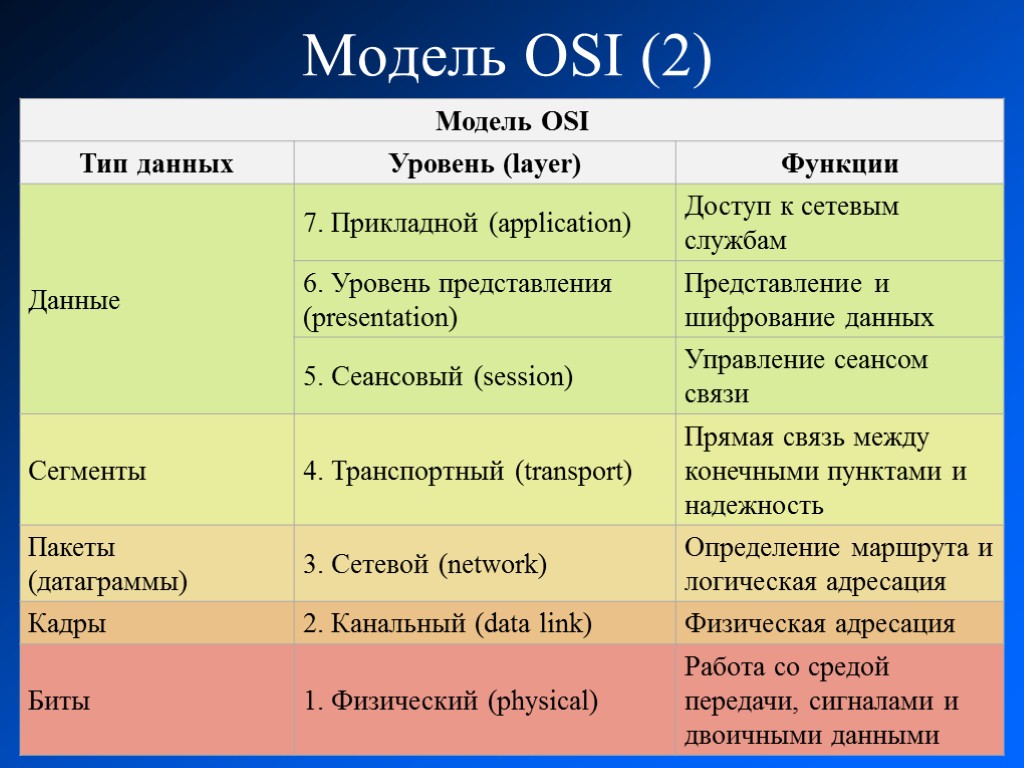 Модель OSI (2)
Модель OSI
Тип данных
Уровень (layer)
Функции
Данные
7. Прикладной (application)
Доступ к сетевым
службам
6. Уровень представления
(presentation)
Представление и
шифрование данных
5. Сеансовый (session)
Управление сеансом
связи
Сегменты
4. Транспортный (transport)
Прямая связь между
конечными пунктами и
надежность
Пакеты
(датаграммы)
3. Сетевой (network)
Определение маршрута и
логическая адресация
Кадры
2. Канальный (data link)
Физическая адресация
Биты
1. Физический (physical)
Работа со средой
передачи, сигналами и
двоичными данными